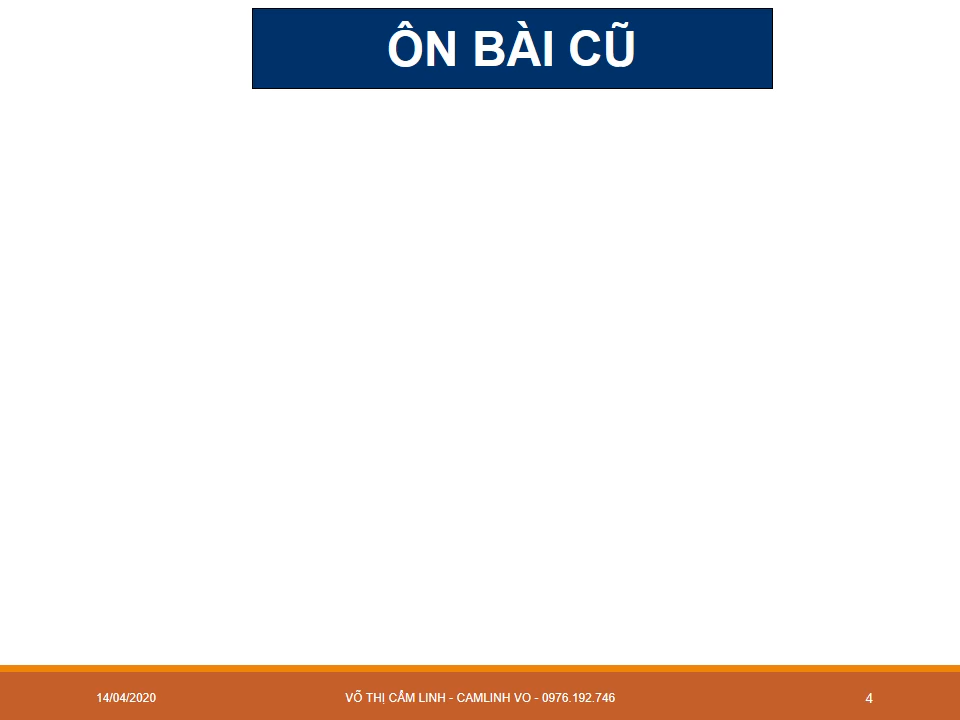 ÔN BÀI CŨ
14/04/2020
VÕ THỊ CẨM LINH - CAMLINH VO - 0976.192.746
4